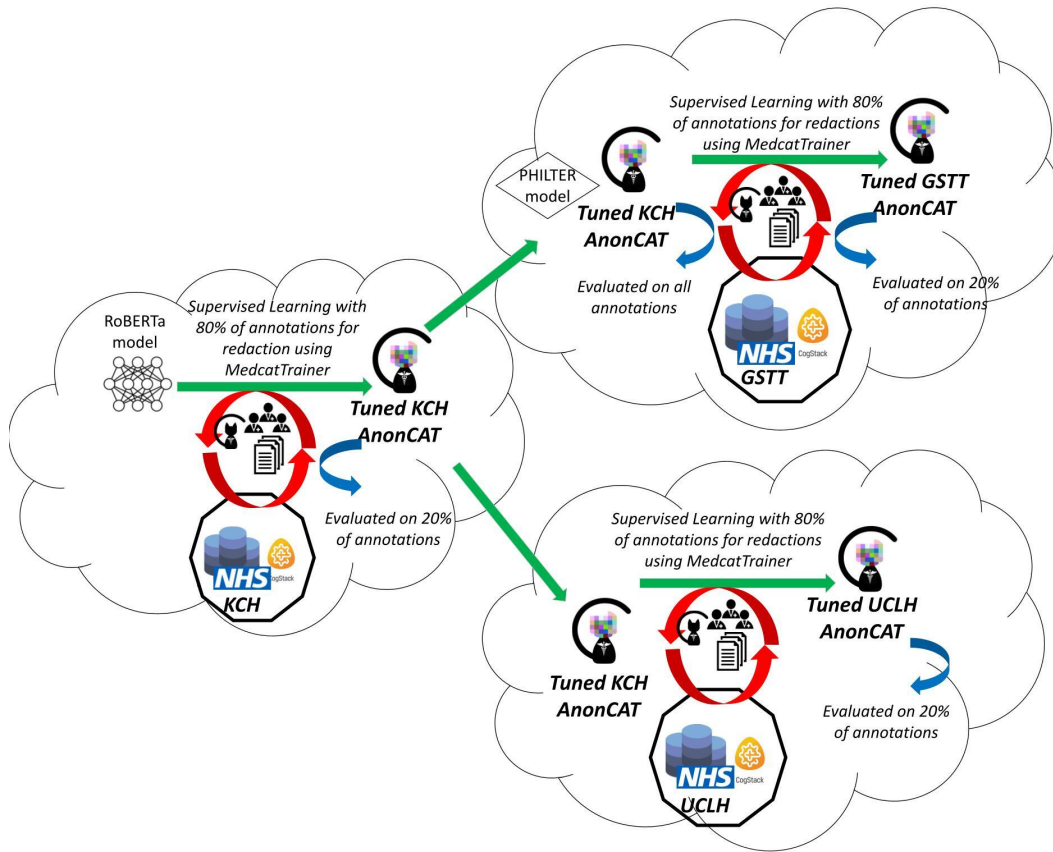 Supervised Learning with 80%
of annotations for redactions
using MedcatTrainer
PHILTER
model
Tuned KCH
AnonCAT
Tuned GSTT
AnonCAT
Evaluated on all
annotations
Evaluated on 20%
of annotations
NHS
CogStack
GSTT
RoBERTa
model
Supervised Learning with
80% of annotations for
redaction using
MedcatTrainer
Tuned KCH
AnonCAT
Evaluated on 20%
of annotations
NHS
CogStack
KCH
Supervised Learning with 80%
of annotations for redactions
using MedcatTrainer
Tuned KCH
AnonCAT
Tuned UCLH
AnonCAT
Evaluated on 20%
of annotations
NHS
CogStack
UCLH